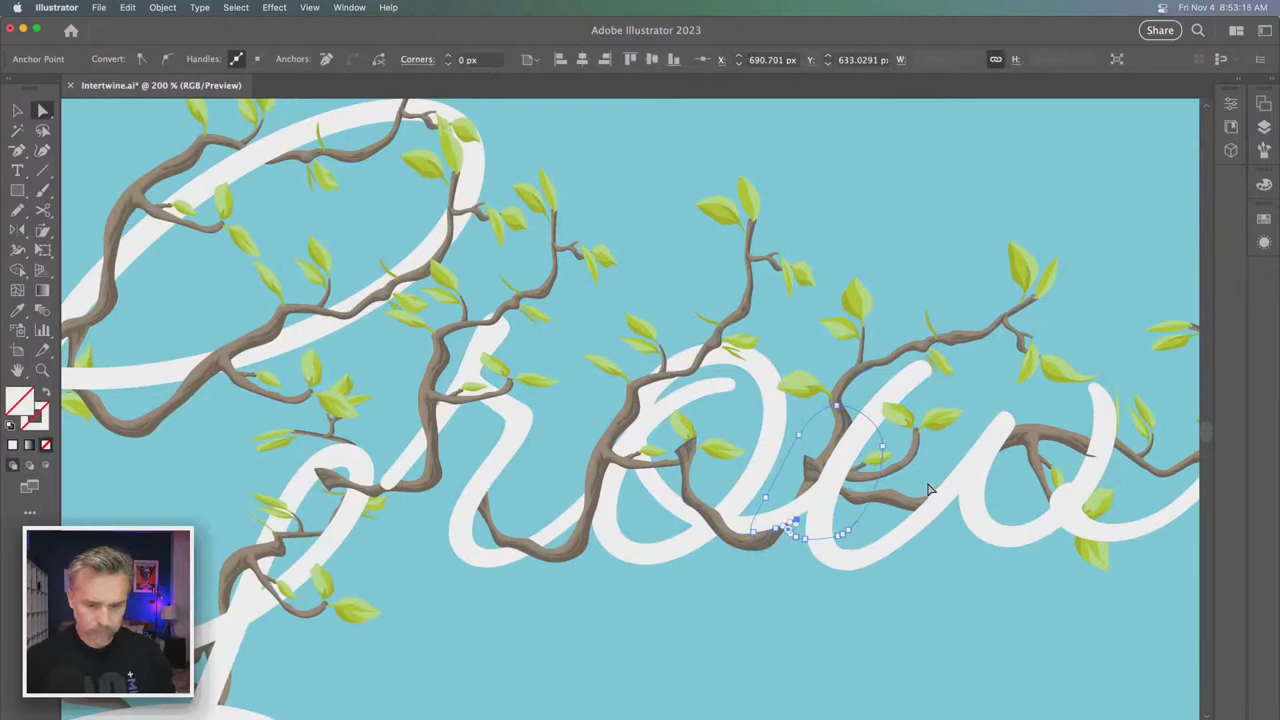 Illustrator File Edit Object Type Select Effect View Window Help Fri Nov 4 8:53:16 AM
Adobe Illustrator 2023 Share
Anchor Point Convert: Handles: Anchors: Corners: 0 px X: 690.701 px Y: 633.0291 px W: H:
× Intertwine.ai* @ 200 % (RGB/Preview)